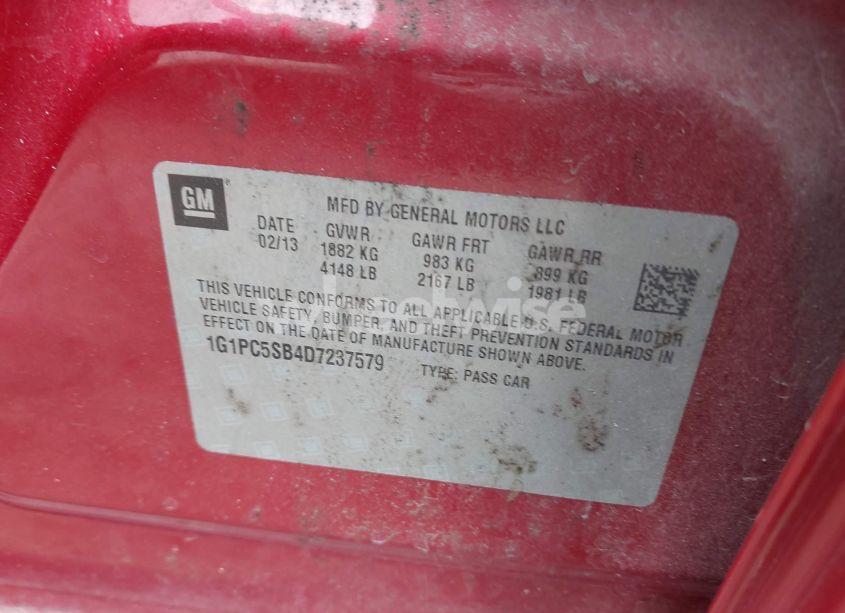 GM
MFD BY GENERAL MOTORS LLC
DATE GVWR GAWR FRT GAWR RR
02/13 1882 KG 983 KG 899 KG
4148 LB 2167 LB 1981 LB
THIS VEHICLE CONFORMS TO ALL APPLICABLE U.S. FEDERAL MOTOR
VEHICLE SAFETY, BUMPER, AND THEFT PREVENTION STANDARDS IN
EFFECT ON THE DATE OF MANUFACTURE SHOWN ABOVE.
1G1PC5SB4D7237579 TYPE: PASS CAR